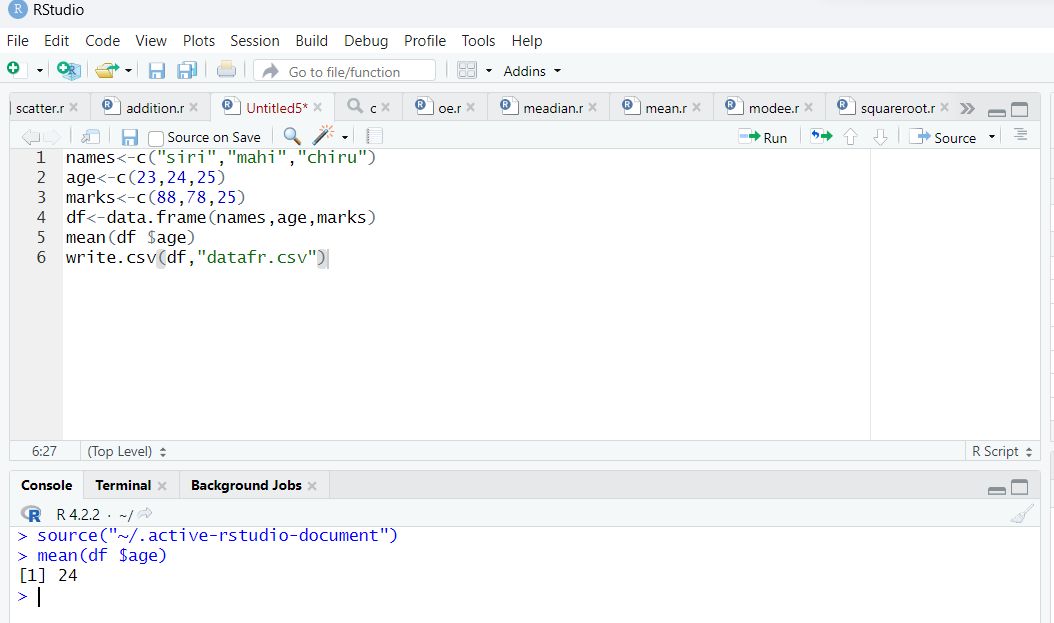 R RStudio
File Edit Code View Plots Session Build Debug Profile Tools Help
Go to file/function Addins
scatter.r addition.r Untitled5* c oe.r meadian.r mean.r modee.r squareroot.r
Source on Save Run Source
1 names<-c("siri","mahi","chiru")
2 age<-c(23,24,25)
3 marks<-c(88,78,25)
4 df<-data.frame(names,age,marks)
5 mean(df $age)
6 write.csv(df,"datafr.csv")
6:27 (Top Level) R Script
Console Terminal Background Jobs
R R 4.2.2 · ~/
> source("~/.active-rstudio-document")
> mean(df $age)
[1] 24
>